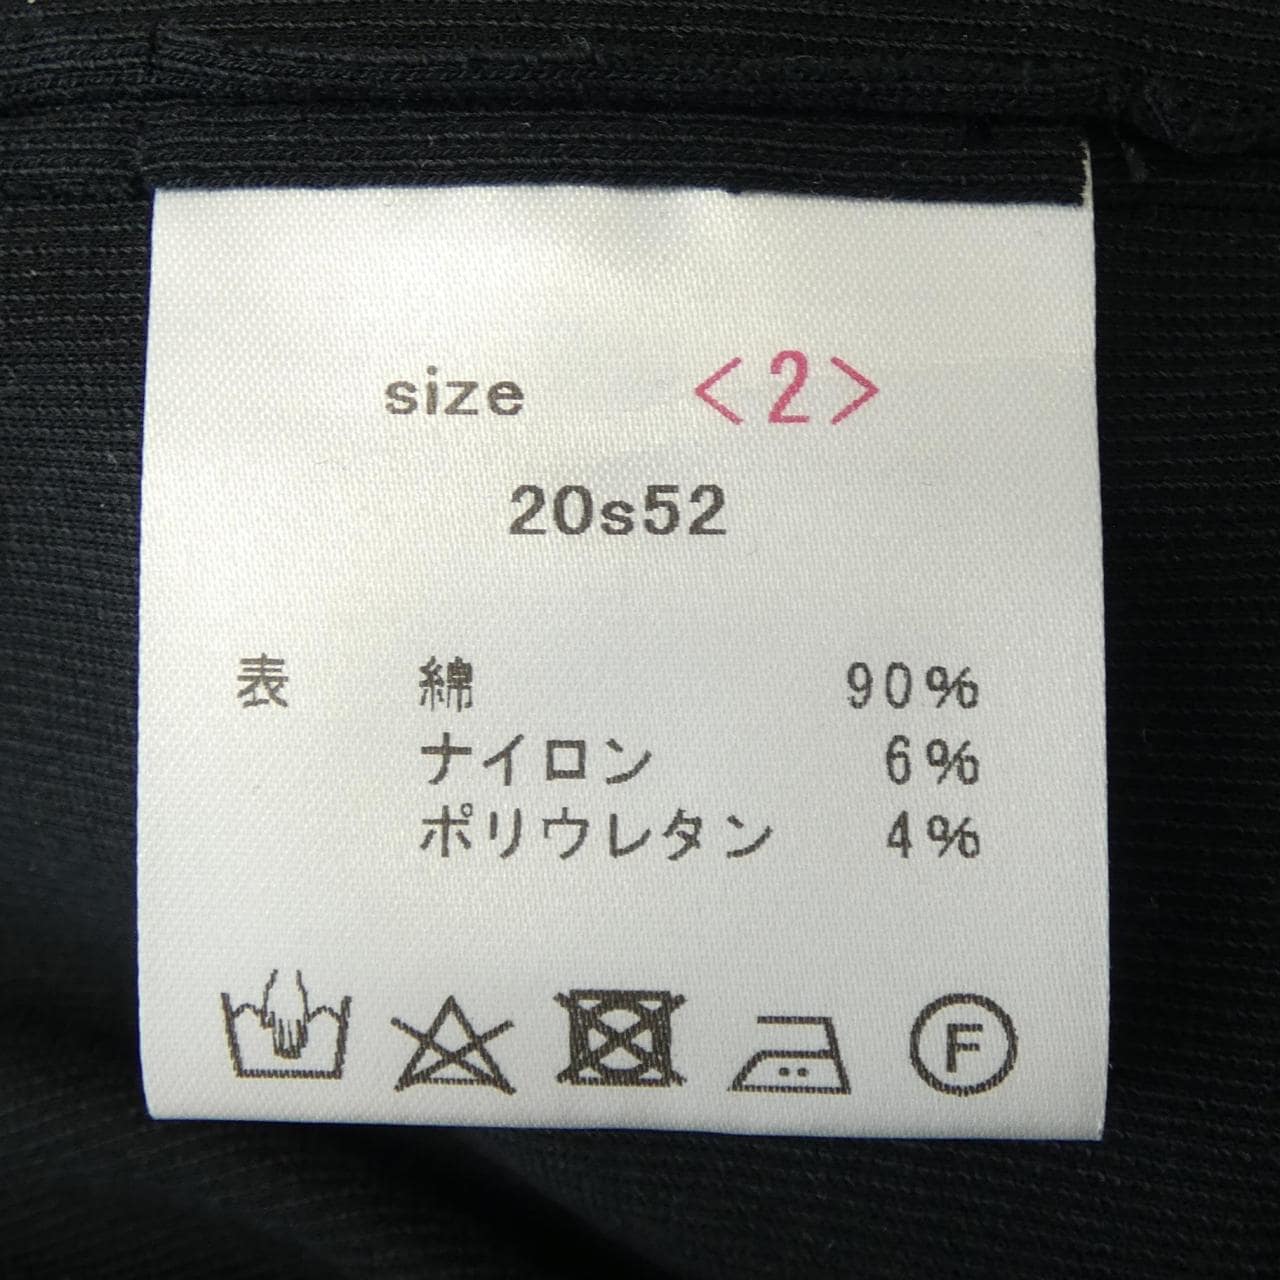 size <2>
20s52
表 綿 90%
ナイロン 6%
ポリウレタン 4%
F